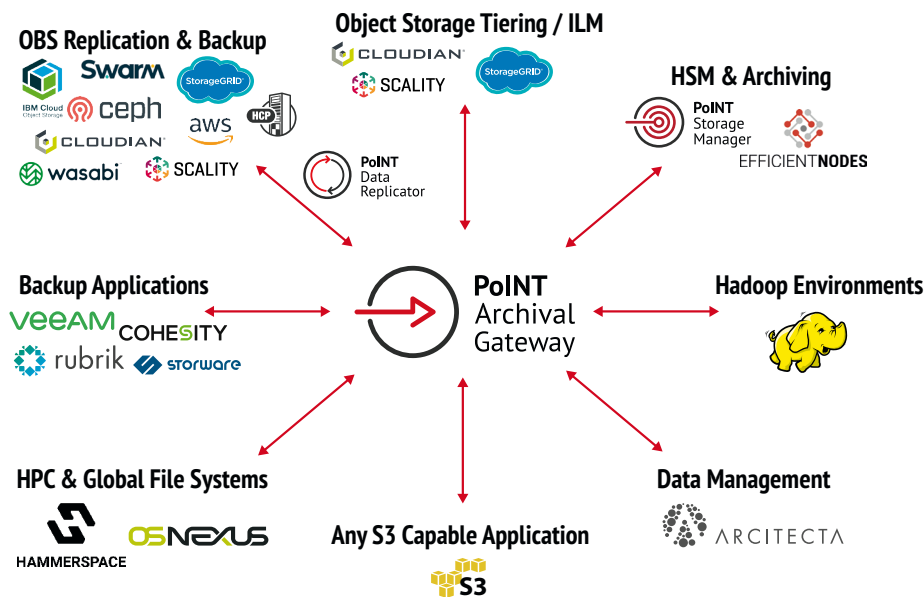 OBS Replication & Backup
IBM Cloud
Object Storage
Swarm
StorageGRID®
ceph
HCP
CLOUDIAN®
aws
wasabi
SCALITY
PoINT
Data
Replicator
Object Storage Tiering / ILM
CLOUDIAN®
SCALITY
StorageGRID®
HSM & Archiving
PoINT
Storage
Manager
EFFICIENTNODES
Backup Applications
veeAM
COHESITY
rubrik
STORWARE
PoINT
Archival
Gateway
Hadoop Environments
HPC & Global File Systems
HAMMERSPACE
OSNEXUS
Any S3 Capable Application
S3
Data Management
ARCITECTA